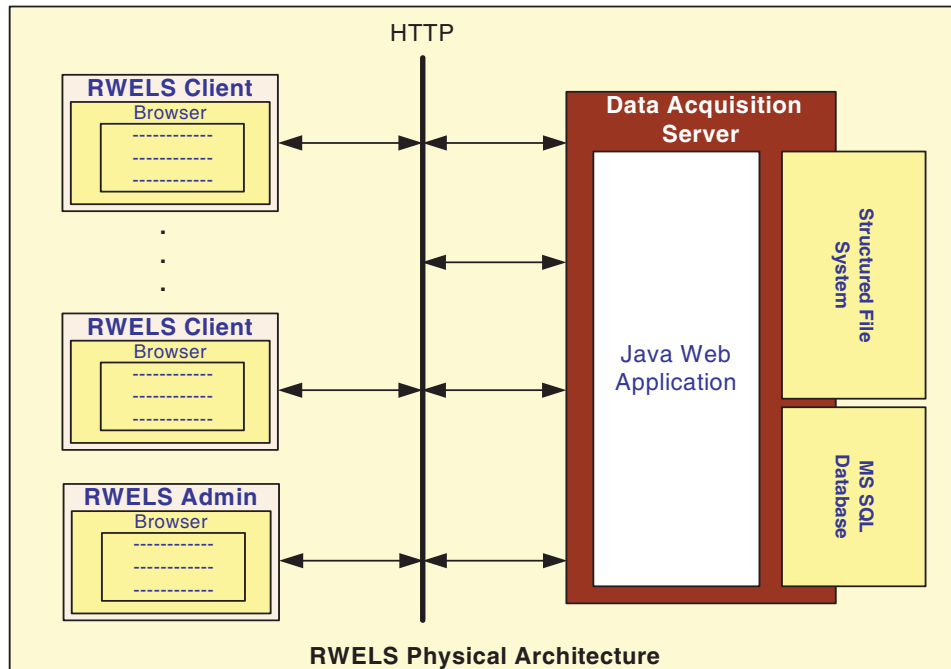 HTTP
RWELS Client
Browser
------------
------------
------------
.
.
.
RWELS Client
Browser
------------
------------
------------
RWELS Admin
Browser
------------
------------
------------
Data Acquisition
Server
Java Web
Application
Structured File
System
MS SQL
Database
RWELS Physical Architecture